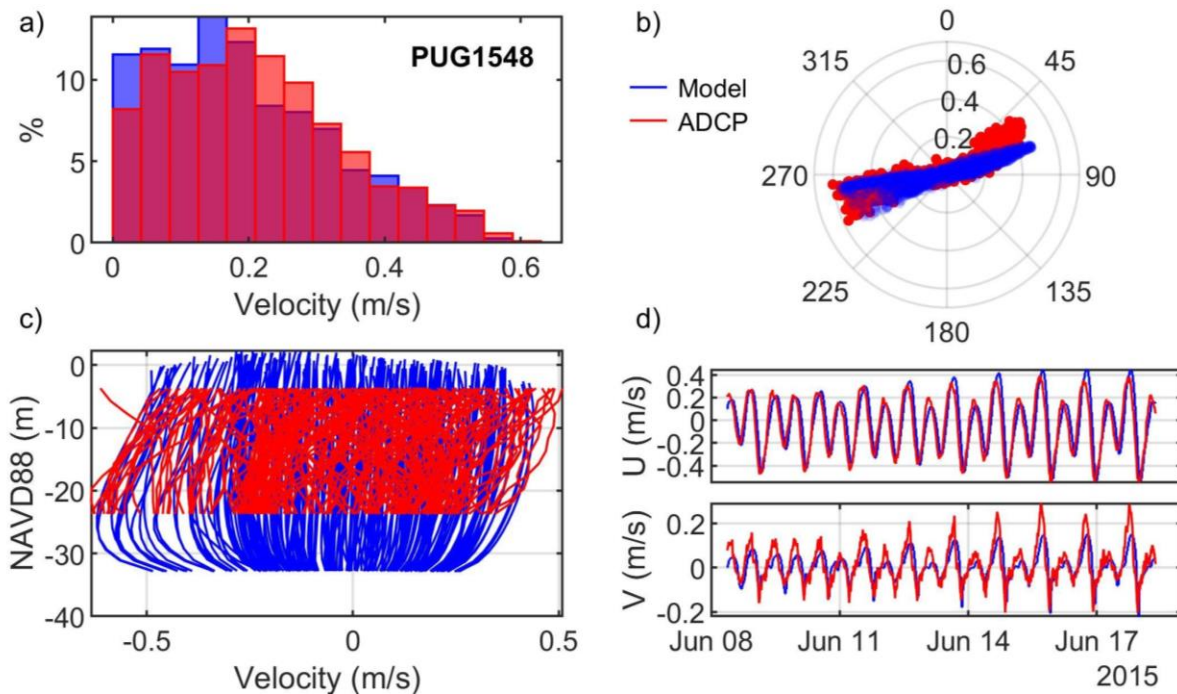 a)
PUG1548
10
5
0
%
0
0.2
0.4
0.6
Velocity (m/s)
b)
Model
ADCP
0
45
90
135
180
225
270
315
0.6
0.4
0.2
c)
0
-10
-20
-30
-40
NAVD88 (m)
-0.5
0
0.5
Velocity (m/s)
d)
0.4
0.2
0
-0.2
-0.4
U (m/s)
0.2
0
-0.2
V (m/s)
Jun 08
Jun 11
Jun 14
Jun 17
2015